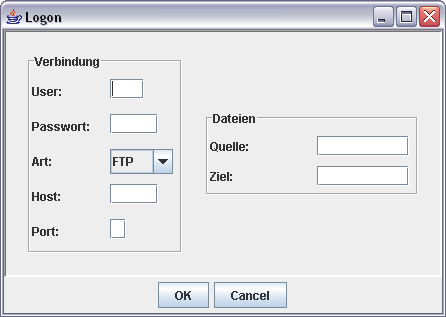 Logon
Verbindung
User:
Passwort:
Art: FTP
Host:
Port:
Dateien
Quelle:
Ziel:
OK Cancel